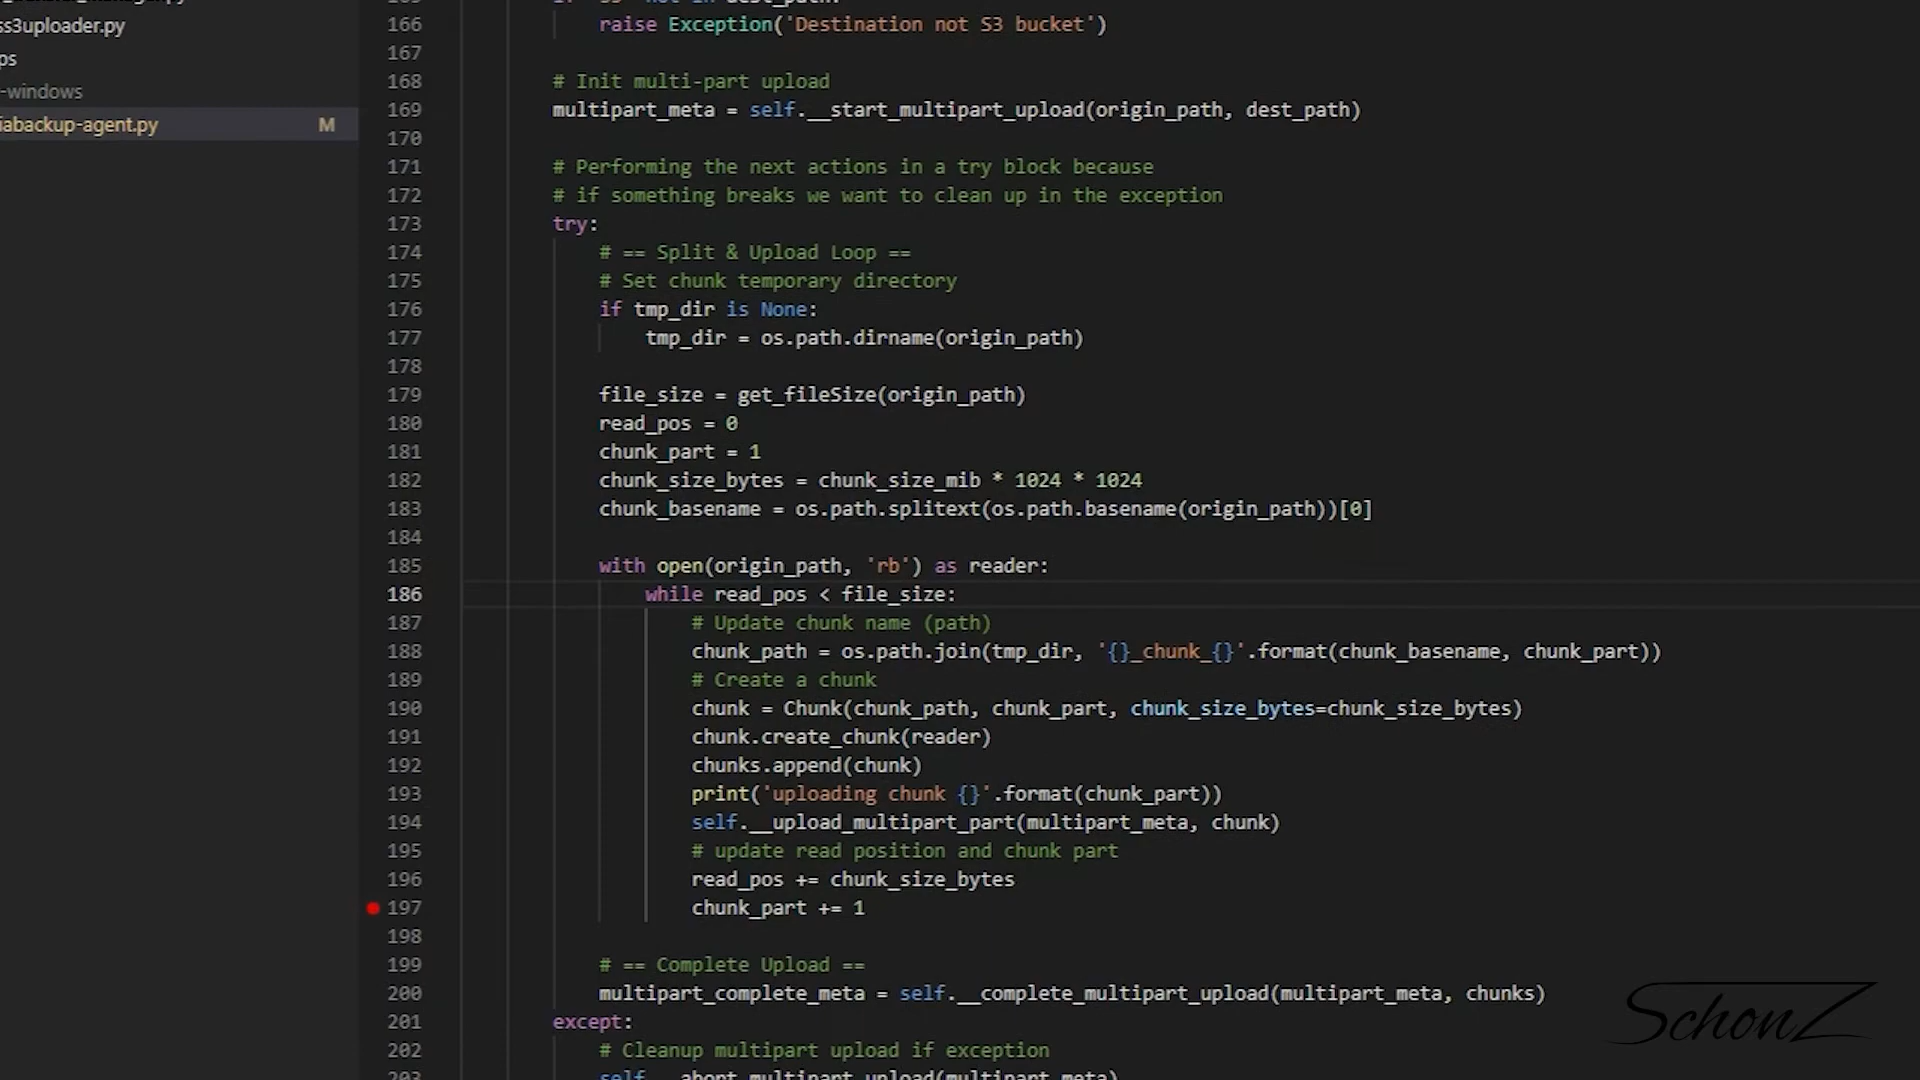 ss3uploader.py
ps
-windows
iabackup-agent.py M
166 raise Exception('Destination not S3 bucket')
167
168 # Init multi-part upload
169 multipart_meta = self.__start_multipart_upload(origin_path, dest_path)
170
171 # Performing the next actions in a try block because
172 # if something breaks we want to clean up in the exception
173 try:
174 # == Split & Upload Loop ==
175 # Set chunk temporary directory
176 if tmp_dir is None:
177 tmp_dir = os.path.dirname(origin_path)
178
179 file_size = get_fileSize(origin_path)
180 read_pos = 0
181 chunk_part = 1
182 chunk_size_bytes = chunk_size_mib * 1024 * 1024
183 chunk_basename = os.path.splitext(os.path.basename(origin_path))[0]
184
185 with open(origin_path, 'rb') as reader:
186 while read_pos < file_size:
187 # Update chunk name (path)
188 chunk_path = os.path.join(tmp_dir, '{}_chunk_{}'.format(chunk_basename, chunk_part))
189 # Create a chunk
190 chunk = Chunk(chunk_path, chunk_part, chunk_size_bytes=chunk_size_bytes)
191 chunk.create_chunk(reader)
192 chunks.append(chunk)
193 print('uploading chunk {}'.format(chunk_part))
194 self.__upload_multipart_part(multipart_meta, chunk)
195 # update read position and chunk part
196 read_pos += chunk_size_bytes
197 chunk_part += 1
198
199 # == Complete Upload ==
200 multipart_complete_meta = self.__complete_multipart_upload(multipart_meta, chunks)
201 except:
202 # Cleanup multipart upload if exception
203 self.__abort_multipart_upload(multipart_meta)
SchonZ